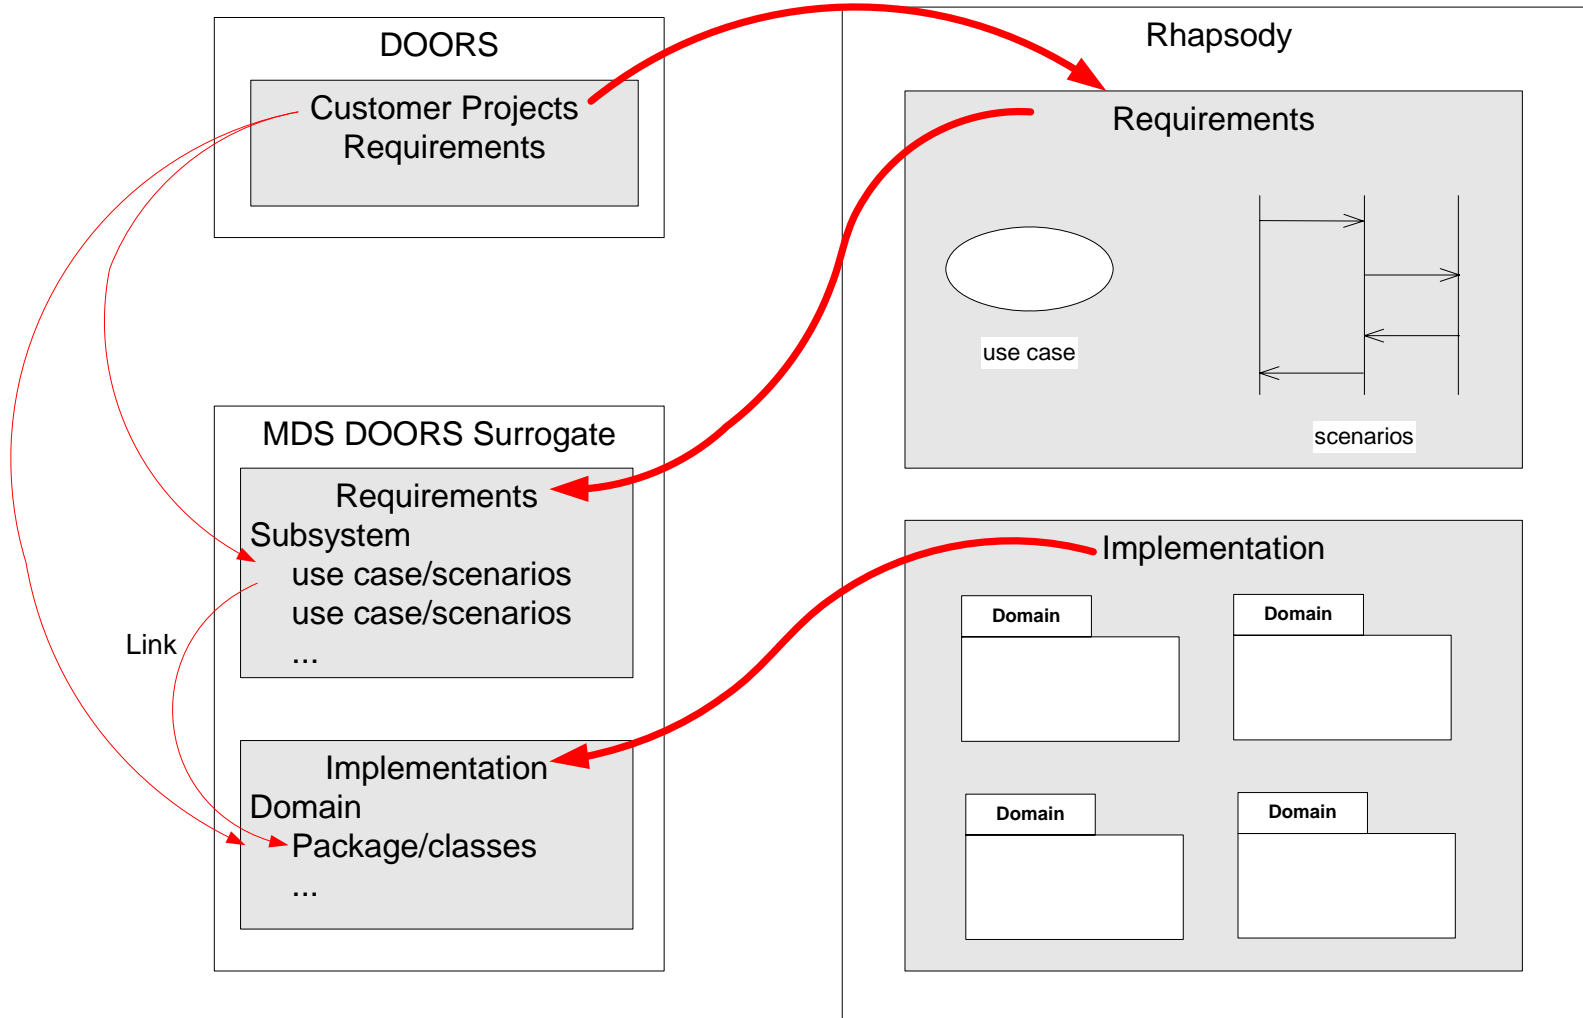 DOORS
Customer Projects
Requirements
MDS DOORS Surrogate
Requirements
Subsystem
use case/scenarios
use case/scenarios
...
Link
Implementation
Domain
Package/classes
...
Rhapsody
Requirements
use case
scenarios
Implementation
Domain
Domain
Domain
Domain